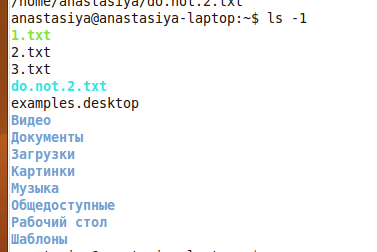 /home/anastasiya/do.not.2.txt
anastasiya@anastasiya-laptop:~$ ls -1
1.txt
2.txt
3.txt
do.not.2.txt
examples.desktop
Видео
Документы
Загрузки
Картинки
Музыка
Общедоступные
Рабочий стол
Шаблоны